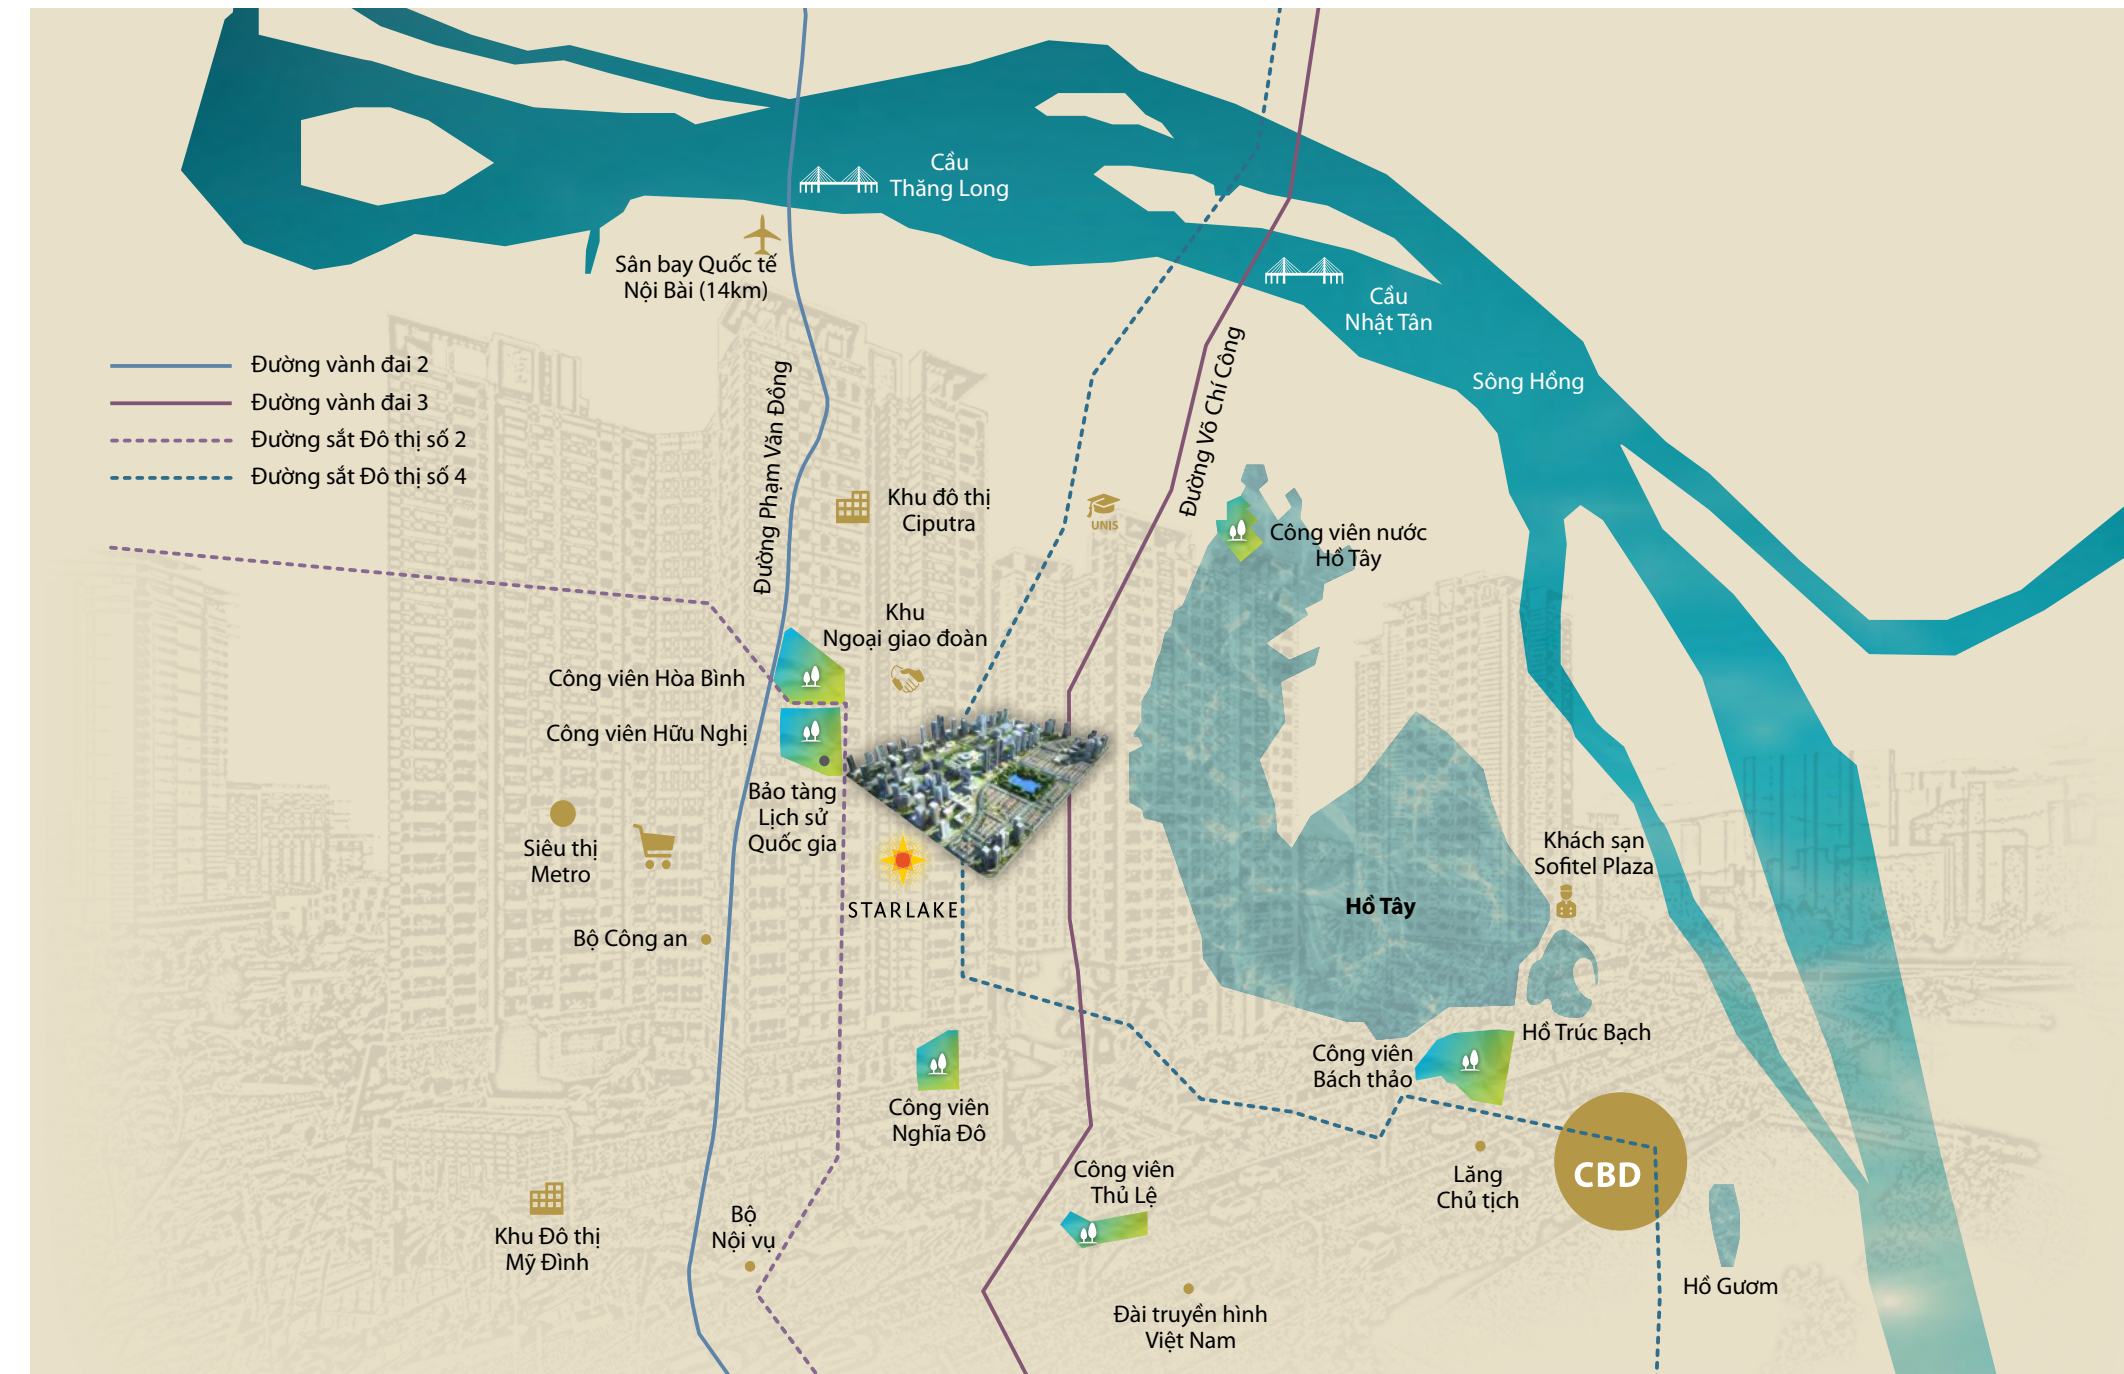 Cầu
Thăng Long
Sân bay Quốc tế
Nội Bài (14km)
Cầu
Nhật Tân
Sông Hồng
Đường vành đai 2
Đường vành đai 3
Đường sắt Đô thị số 2
Đường sắt Đô thị số 4
Đường Phạm Văn Đồng
Đường Võ Chí Công
Khu đô thị
Ciputra
UNIS
Công viên nước
Hồ Tây
Khu
Ngoại giao đoàn
Công viên Hòa Bình
Công viên Hữu Nghị
Bảo tàng
Lịch sử
Quốc gia
Siêu thị
Metro
STARLAKE
Bộ Công an
Khách sạn
Sofitel Plaza
Hồ Tây
Hồ Trúc Bạch
Công viên
Bách thảo
Công viên
Nghĩa Đô
Công viên
Thủ Lệ
Lăng
Chủ tịch
CBD
Bộ
Nội vụ
Khu Đô thị
Mỹ Đình
Hồ Gươm
Đài truyền hình
Việt Nam